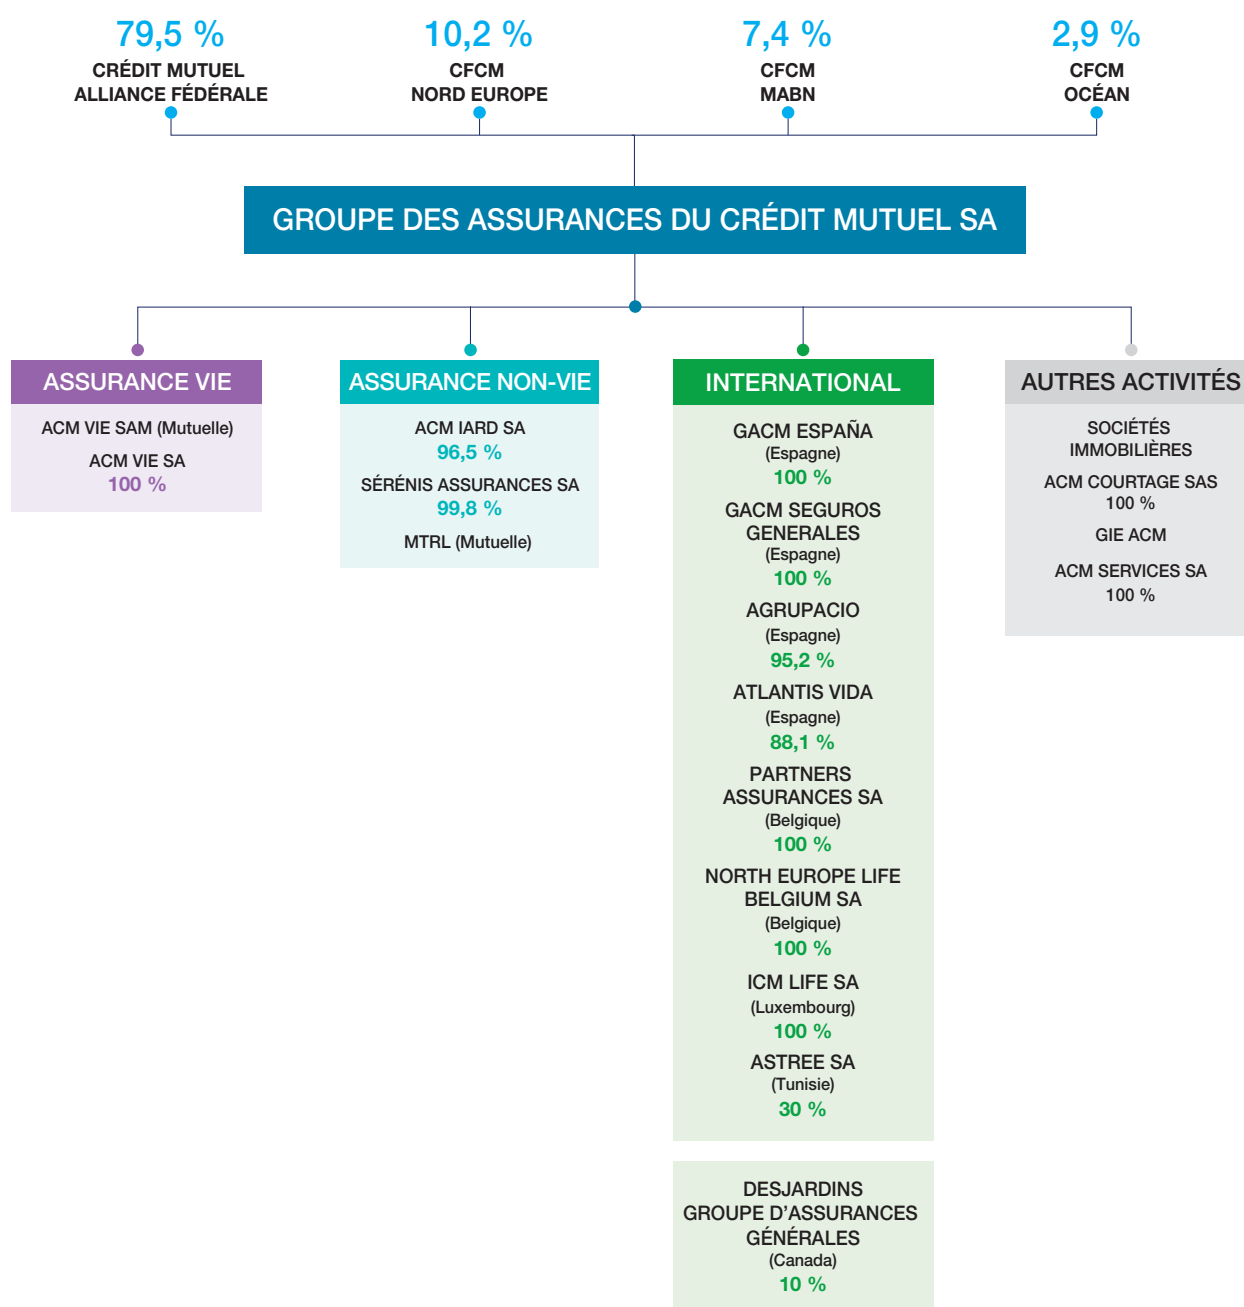 79,5 %
CRÉDIT MUTUEL
ALLIANCE FÉDÉRALE
10,2 %
CFCM
NORD EUROPE
7,4 %
CFCM
MABN
2,9 %
CFCM
OCÉAN
GROUPE DES ASSURANCES DU CRÉDIT MUTUEL SA
ASSURANCE VIE
ACM VIE SAM (Mutuelle)
ACM VIE SA
100 %
ASSURANCE NON-VIE
ACM IARD SA
96,5 %
SÉRÉNIS ASSURANCES SA
99,8 %
MTRL (Mutuelle)
INTERNATIONAL
GACM ESPAÑA
(Espagne)
100 %
GACM SEGUROS
GENERALES
(Espagne)
100 %
AGRUPACIO
(Espagne)
95,2 %
ATLANTIS VIDA
(Espagne)
88,1 %
PARTNERS
ASSURANCES SA
(Belgique)
100 %
NORTH EUROPE LIFE
BELGIUM SA
(Belgique)
100 %
ICM LIFE SA
(Luxembourg)
100 %
ASTREE SA
(Tunisie)
30 %
DESJARDINS
GROUPE D’ASSURANCES
GÉNÉRALES
(Canada)
10 %
AUTRES ACTIVITÉS
SOCIÉTÉS
IMMOBILIÈRES
ACM COURTAGE SAS
100 %
GIE ACM
ACM SERVICES SA
100 %